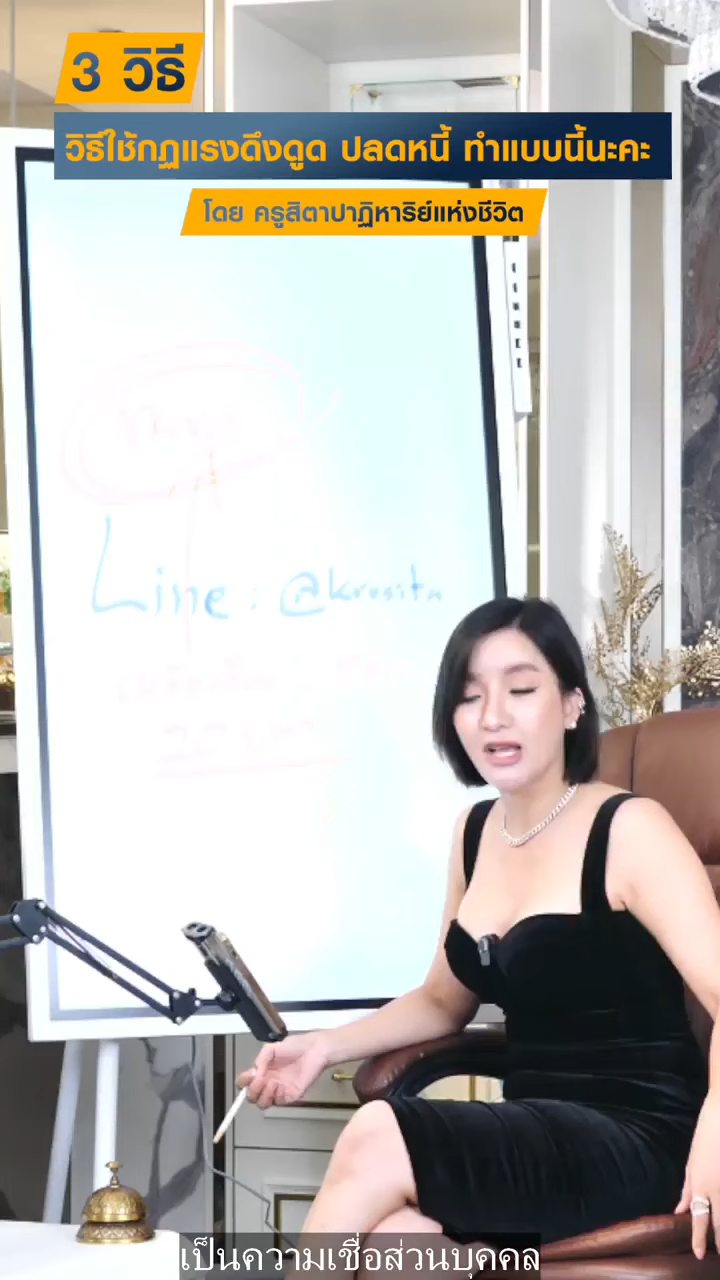 3 วิธี
วิธีใช้กฏแรงดึงดูด ปลดหนี้ ทำแบบนี้นะคะ
โดย ครูสิตาปาฏิหาริย์แห่งชีวิต
Line : @krusita
เป็นความเชื่อส่วนบุคคล